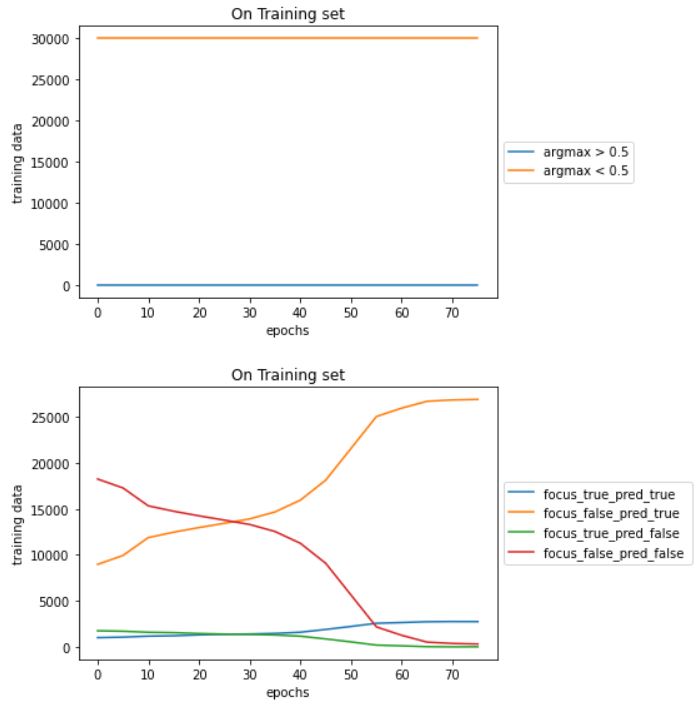 On Training set
30000
25000
20000
15000
10000
5000
0
training data
0 10 20 30 40 50 60 70
epochs
argmax > 0.5
argmax < 0.5
On Training set
25000
20000
15000
10000
5000
0
training data
0 10 20 30 40 50 60 70
epochs
focus_true_pred_true
focus_false_pred_true
focus_true_pred_false
focus_false_pred_false